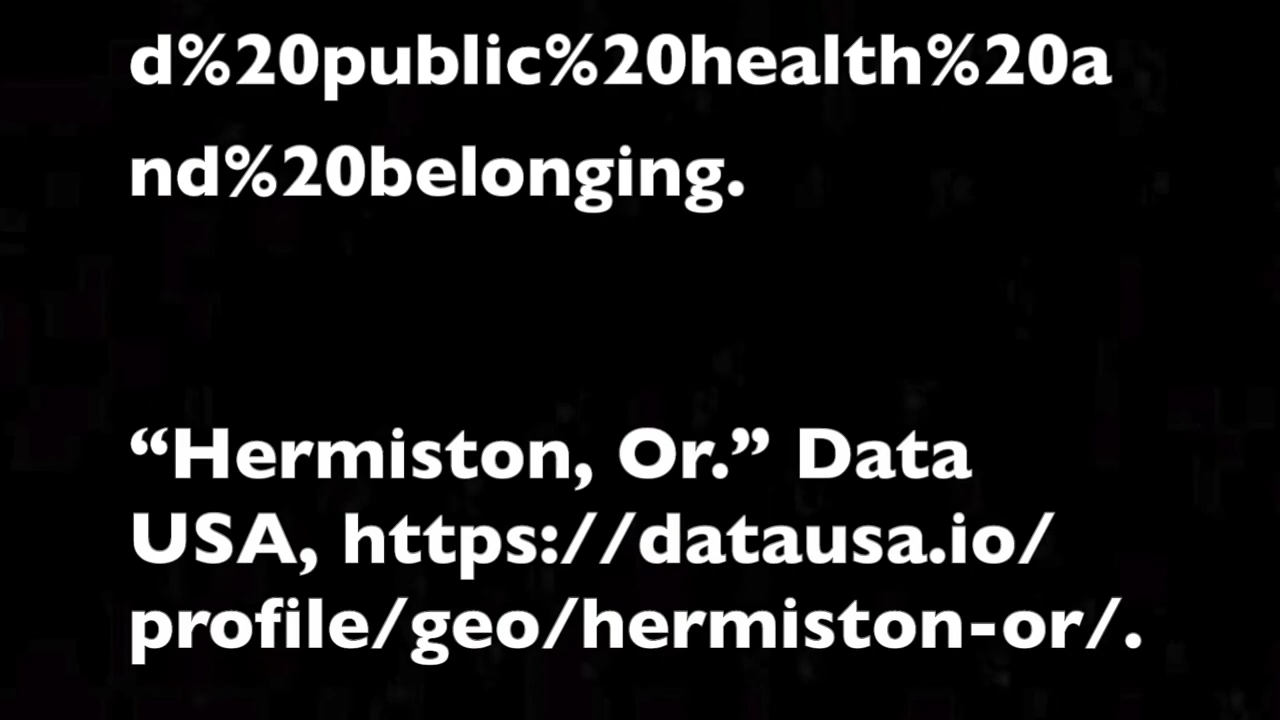 d%20public%20health%20a
nd%20belonging.
“Hermiston, Or.” Data
USA, https://datausa.io/
profile/geo/hermiston-or/.